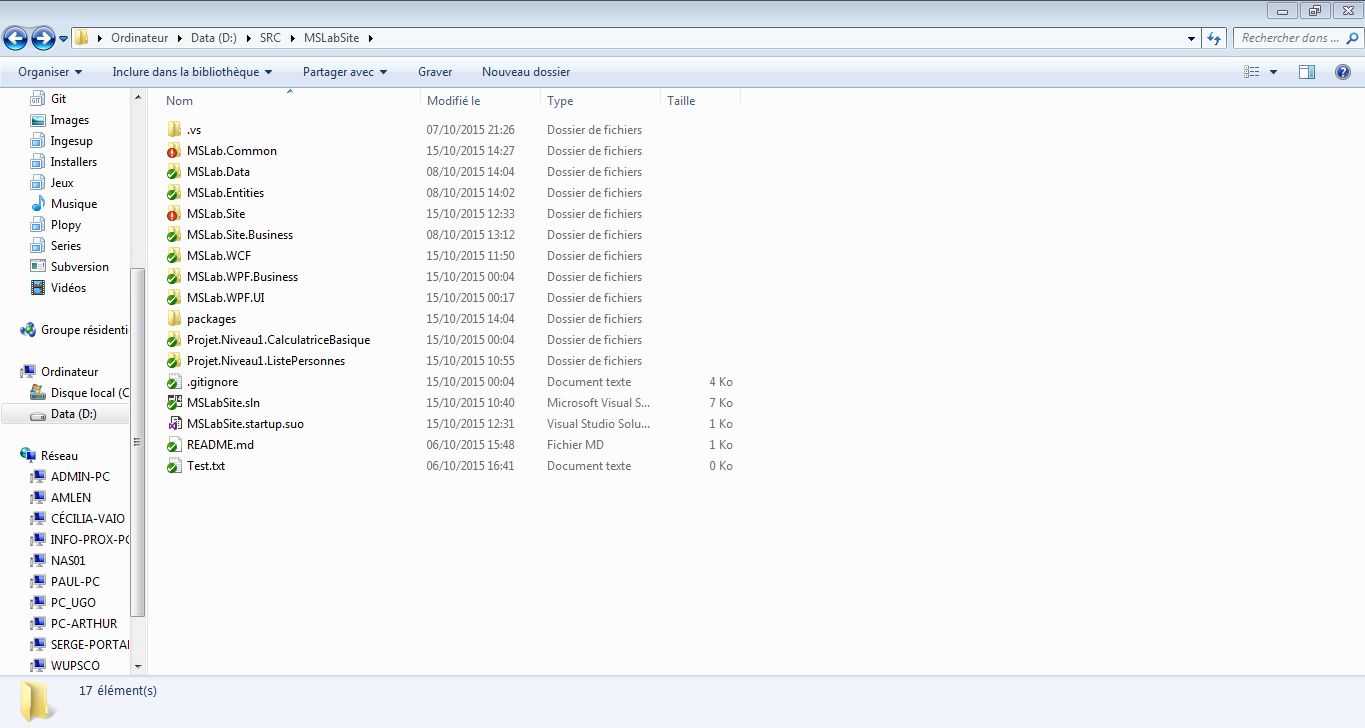 Ordinateur Data (D:) SRC MSLabSite
Rechercher dans ...
Organiser Inclure dans la bibliothèque Partager avec Graver Nouveau dossier
Git
Images
Ingesup
Installers
Jeux
Musique
Plopy
Series
Subversion
Vidéos
Groupe résidenti
Ordinateur
Disque local (C
Data (D:)
Réseau
ADMIN-PC
AMLEN
CÉCILIA-VAIO
INFO-PROX-PC
NAS01
PAUL-PC
PC_UGO
PC-ARTHUR
SERGE-PORTAI
WUPSCO
Nom Modifié le Type Taille
.vs 07/10/2015 21:26 Dossier de fichiers
MSLab.Common 15/10/2015 14:27 Dossier de fichiers
MSLab.Data 08/10/2015 14:04 Dossier de fichiers
MSLab.Entities 08/10/2015 14:02 Dossier de fichiers
MSLab.Site 15/10/2015 12:33 Dossier de fichiers
MSLab.Site.Business 08/10/2015 13:12 Dossier de fichiers
MSLab.WCF 15/10/2015 11:50 Dossier de fichiers
MSLab.WPF.Business 15/10/2015 00:04 Dossier de fichiers
MSLab.WPF.UI 15/10/2015 00:17 Dossier de fichiers
packages 15/10/2015 14:04 Dossier de fichiers
Projet.Niveau1.CalculatriceBasique 15/10/2015 00:04 Dossier de fichiers
Projet.Niveau1.ListePersonnes 15/10/2015 10:55 Dossier de fichiers
.gitignore 15/10/2015 00:04 Document texte 4 Ko
MSLabSite.sln 15/10/2015 10:40 Microsoft Visual S... 7 Ko
MSLabSite.startup.suo 15/10/2015 12:31 Visual Studio Solu... 1 Ko
README.md 06/10/2015 15:48 Fichier MD 1 Ko
Test.txt 06/10/2015 16:41 Document texte 0 Ko
17 élément(s)